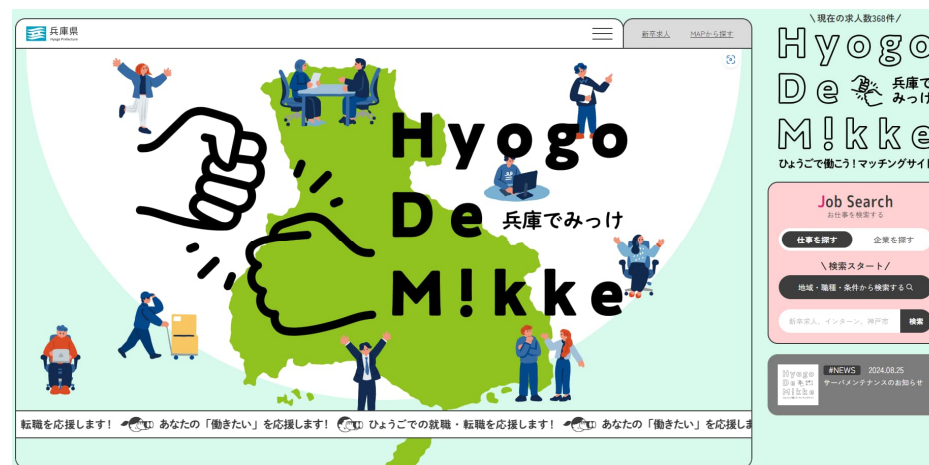 兵庫県
Hyogo Prefecture
新卒求人 MAPから探す
Hyogo
De 兵庫でみっけ
M!kke
転職を応援します! あなたの「働きたい」を応援します! ひょうごでの就職・転職を応援します! あなたの「働きたい」を応援しま
\現在の求人数368件/
Hyogo
De 兵庫で
みっけ
M!kke
ひょうごで働こう!マッチングサイト
Job Search
お仕事を検索する
仕事を探す 企業を探す
\検索スタート/
地域・職種・条件から検索する
新卒求人、インターン、神戸市 検索
Hyogo
De
M!kke
#NEWS 2024.08.25
サーバメンテナンスのお知らせ